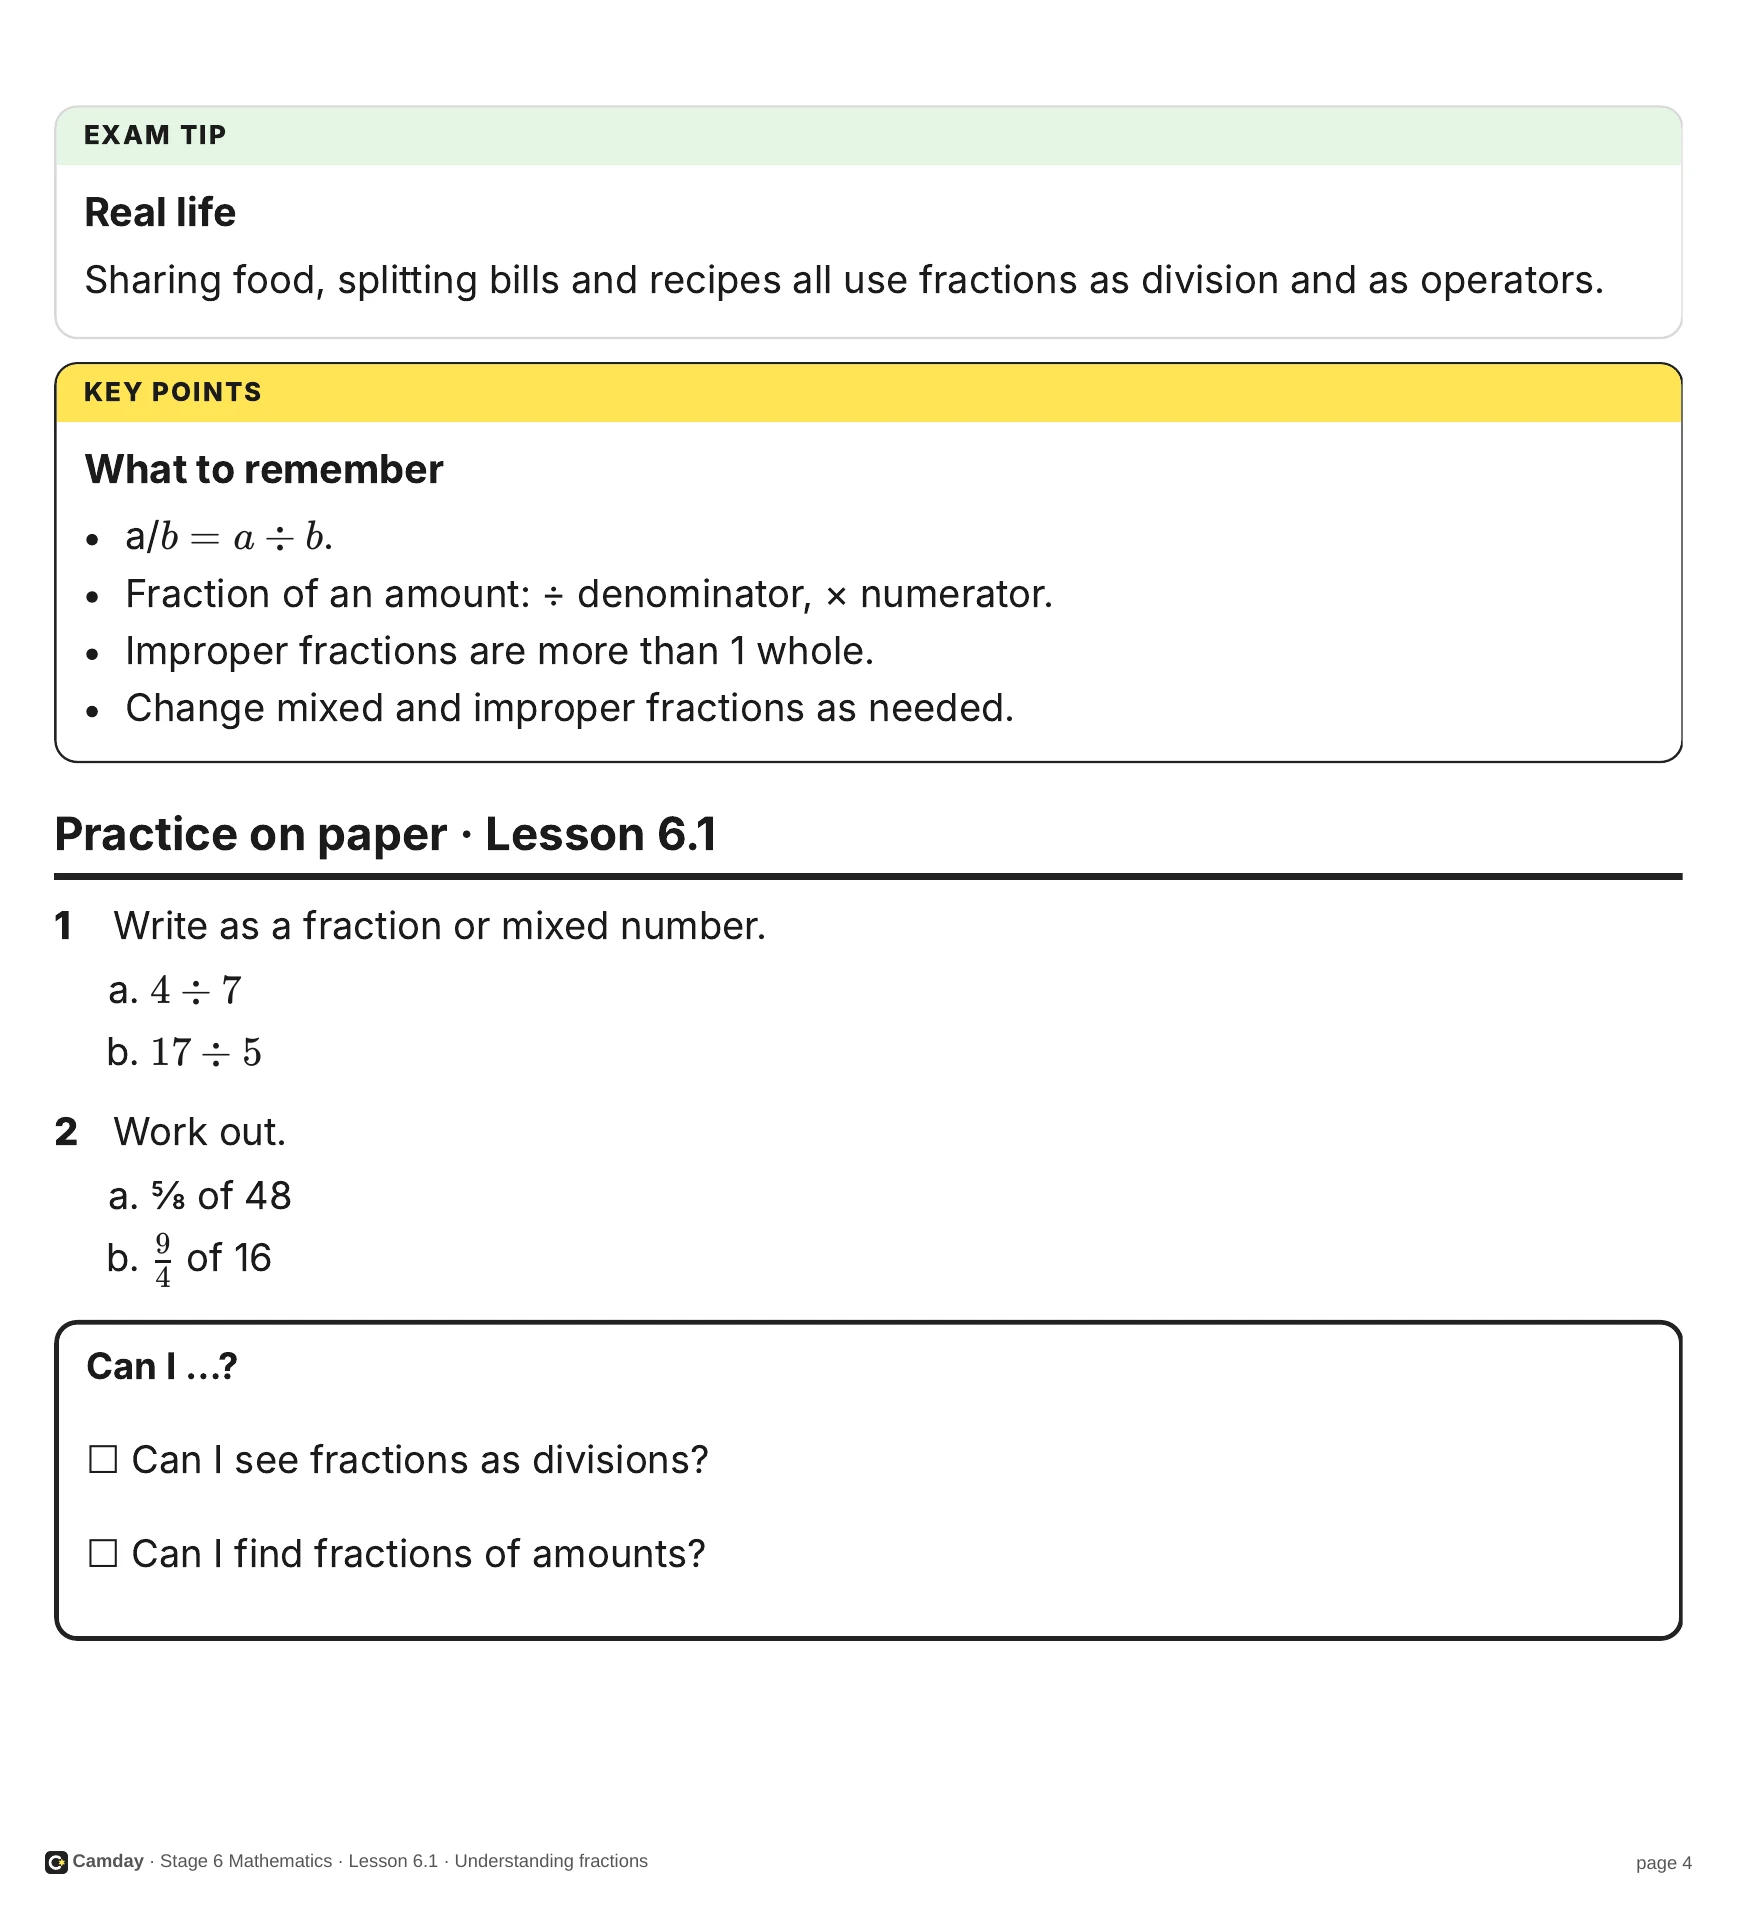 EXAM TIP
Real life
Sharing food, splitting bills and recipes all use fractions as division and as operators.
KEY POINTS
What to remember
• a/b = a ÷ b.
• Fraction of an amount: ÷ denominator, × numerator.
• Improper fractions are more than 1 whole.
• Change mixed and improper fractions as needed.
Practice on paper · Lesson 6.1
1 Write as a fraction or mixed number.
a. 4 ÷ 7
b. 17 ÷ 5
2 Work out.
a. ⅝ of 48
b. 9/4 of 16
Can I …?
☐ Can I see fractions as divisions?
☐ Can I find fractions of amounts?
Camday · Stage 6 Mathematics · Lesson 6.1 · Understanding fractions
page 4